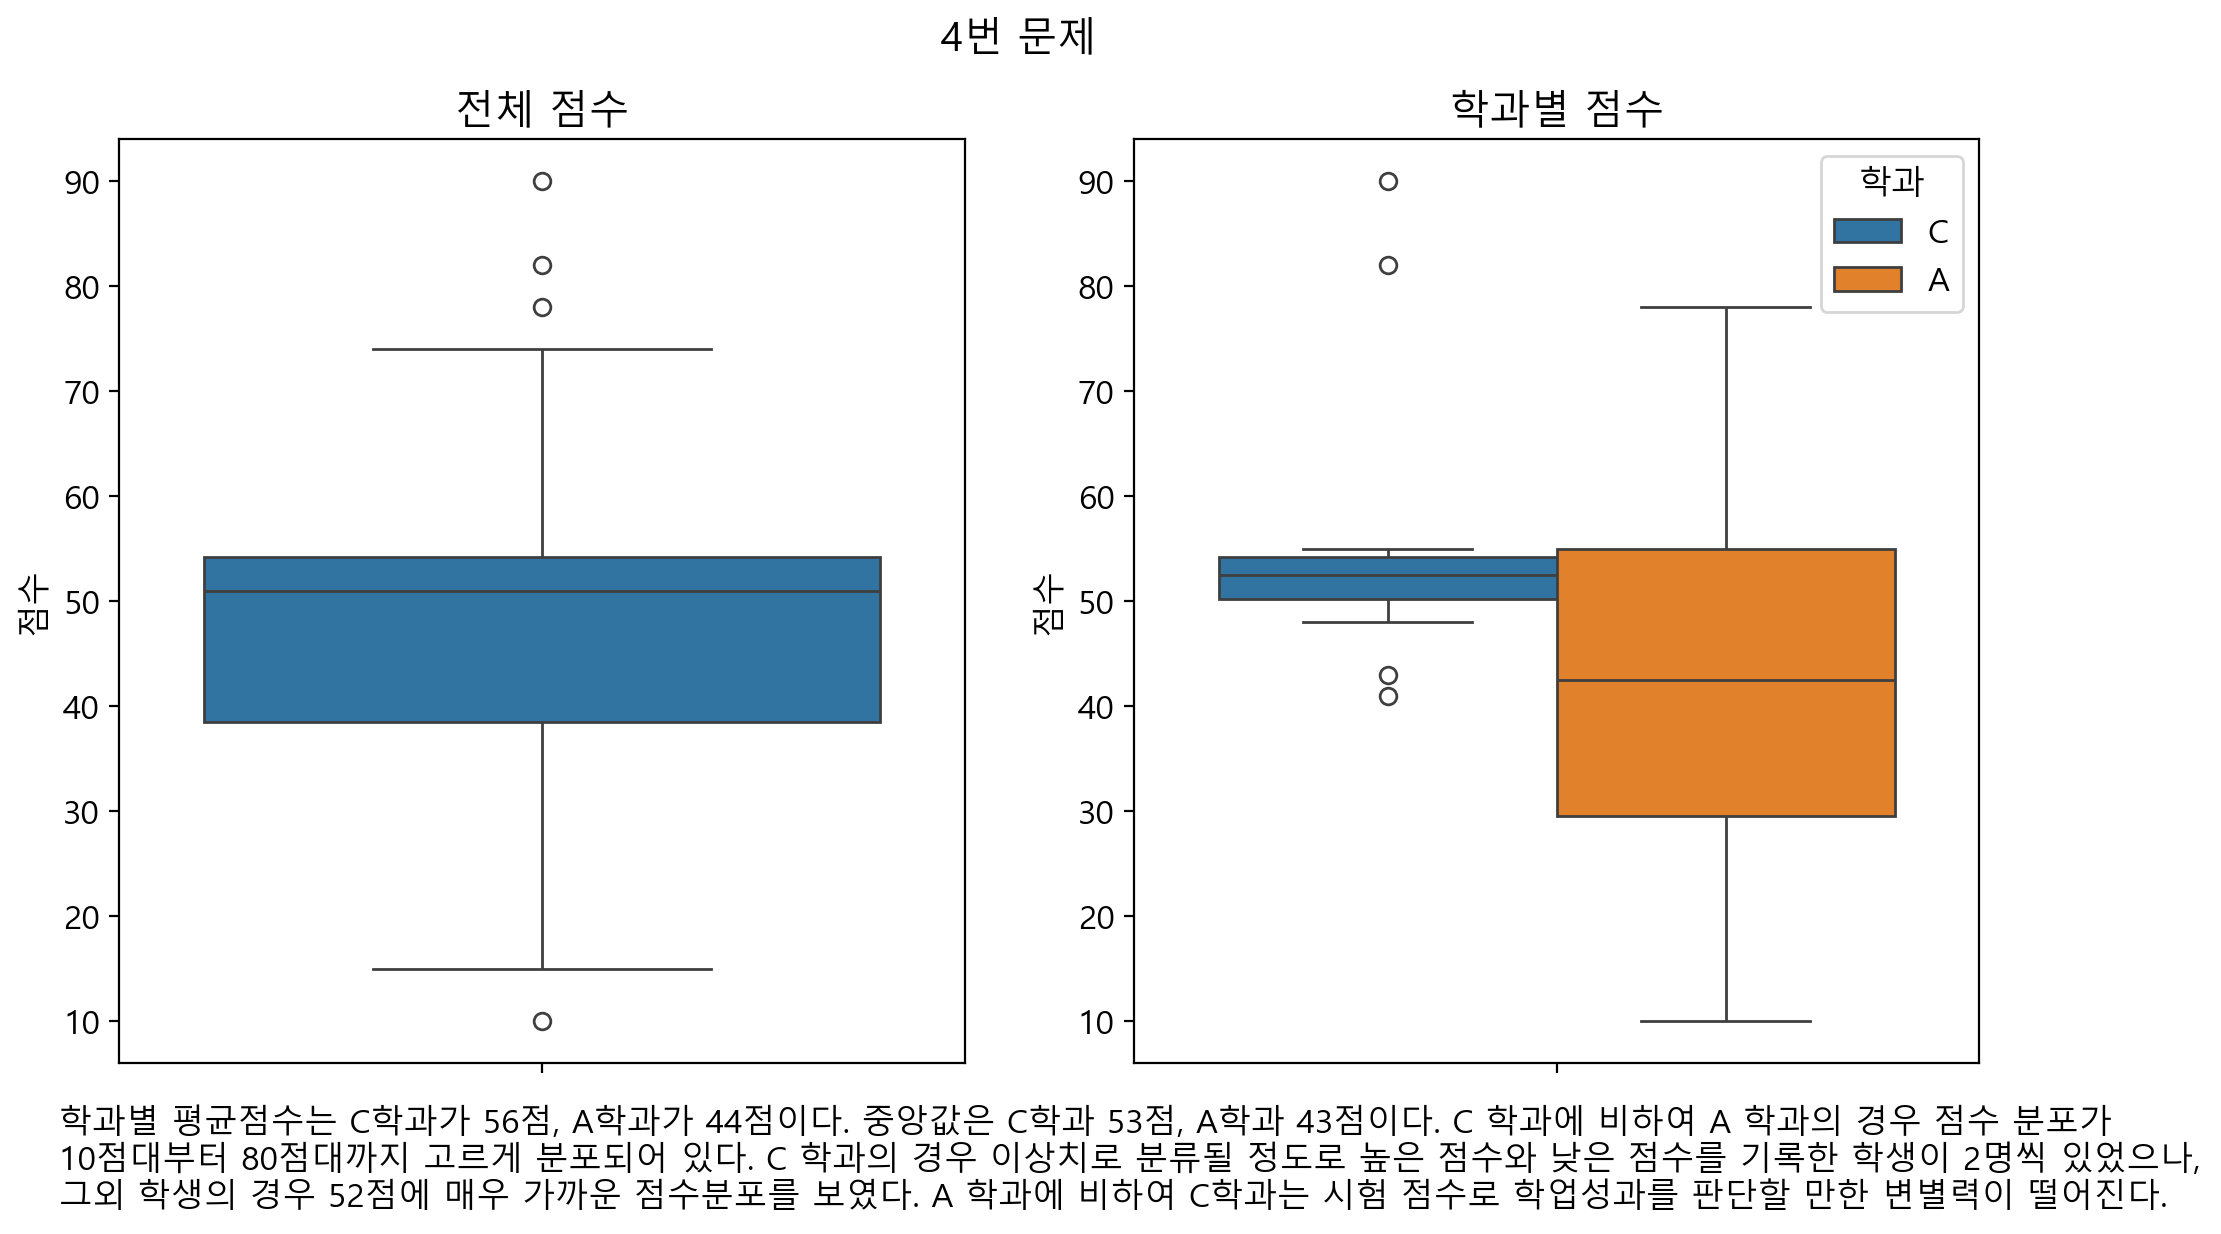 4번 문제
전체 점수
90
80
70
60
50
40
30
20
10
점수
학과별 점수
90
80
70
60
50
40
30
20
10
점수
학과
C
A
학과별 평균점수는 C학과가 56점, A학과가 44점이다. 중앙값은 C학과 53점, A학과 43점이다. C 학과에 비하여 A 학과의 경우 점수 분포가
10점대부터 80점대까지 고르게 분포되어 있다. C 학과의 경우 이상치로 분류될 정도로 높은 점수와 낮은 점수를 기록한 학생이 2명씩 있었으나,
그외 학생의 경우 52점에 매우 가까운 점수분포를 보였다. A 학과에 비하여 C학과는 시험 점수로 학업성과를 판단할 만한 변별력이 떨어진다.